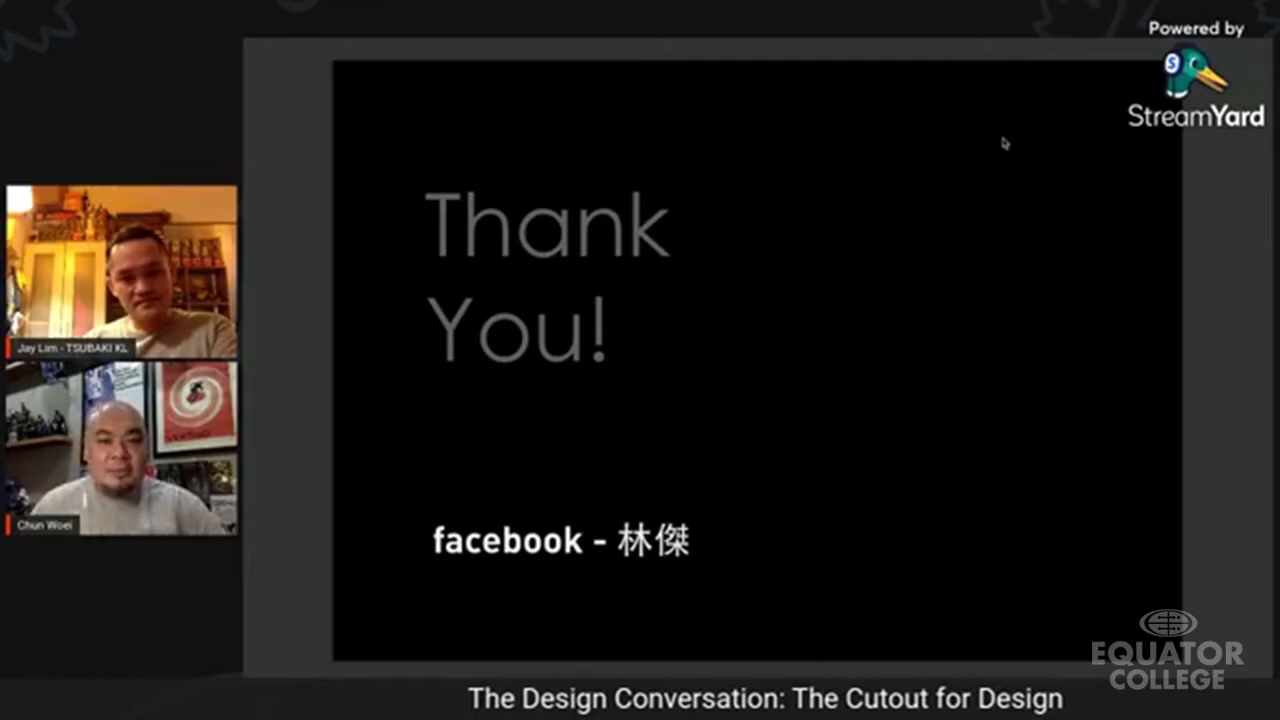 Powered by
StreamYard
Thank
You!
Jay Lim - TSUBAKI KL
Chun Woei
facebook - 林傑
EQUATOR
COLLEGE
The Design Conversation: The Cutout for Design